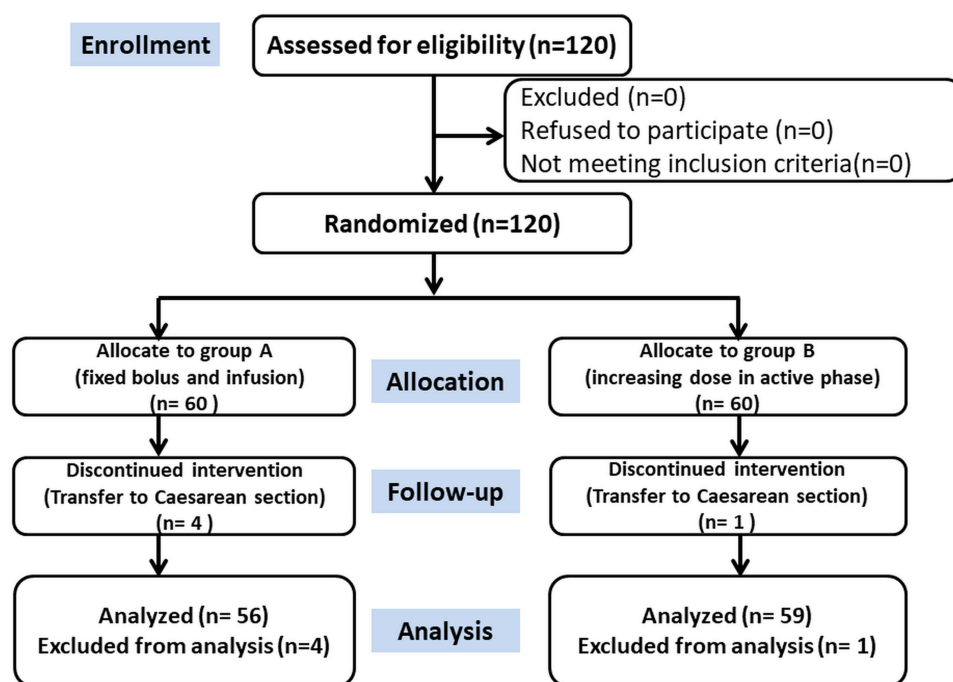 Enrollment
Assessed for eligibility (n=120)
Excluded (n=0)
Refused to participate (n=0)
Not meeting inclusion criteria(n=0)
Randomized (n=120)
Allocate to group A
(fixed bolus and infusion)
(n= 60 )
Allocation
Allocate to group B
(increasing dose in active phase)
(n= 60)
Discontinued intervention
(Transfer to Caesarean section)
(n= 4 )
Follow-up
Discontinued intervention
(Transfer to Caesarean section)
(n= 1 )
Analyzed (n= 56)
Excluded from analysis (n=4)
Analysis
Analyzed (n= 59)
Excluded from analysis (n= 1)